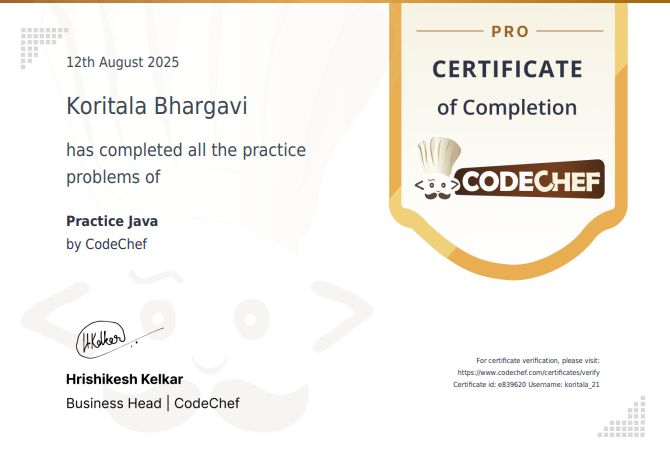 12th August 2025
Koritala Bhargavi
has completed all the practice
problems of
Practice Java
by CodeChef
H.Kelkar
Hrishikesh Kelkar
Business Head | CodeChef
PRO
CERTIFICATE
of Completion
CODECHEF
For certificate verification, please visit:
https://www.codechef.com/certificates/verify
Certificate id: e839620 Username: koritala_21